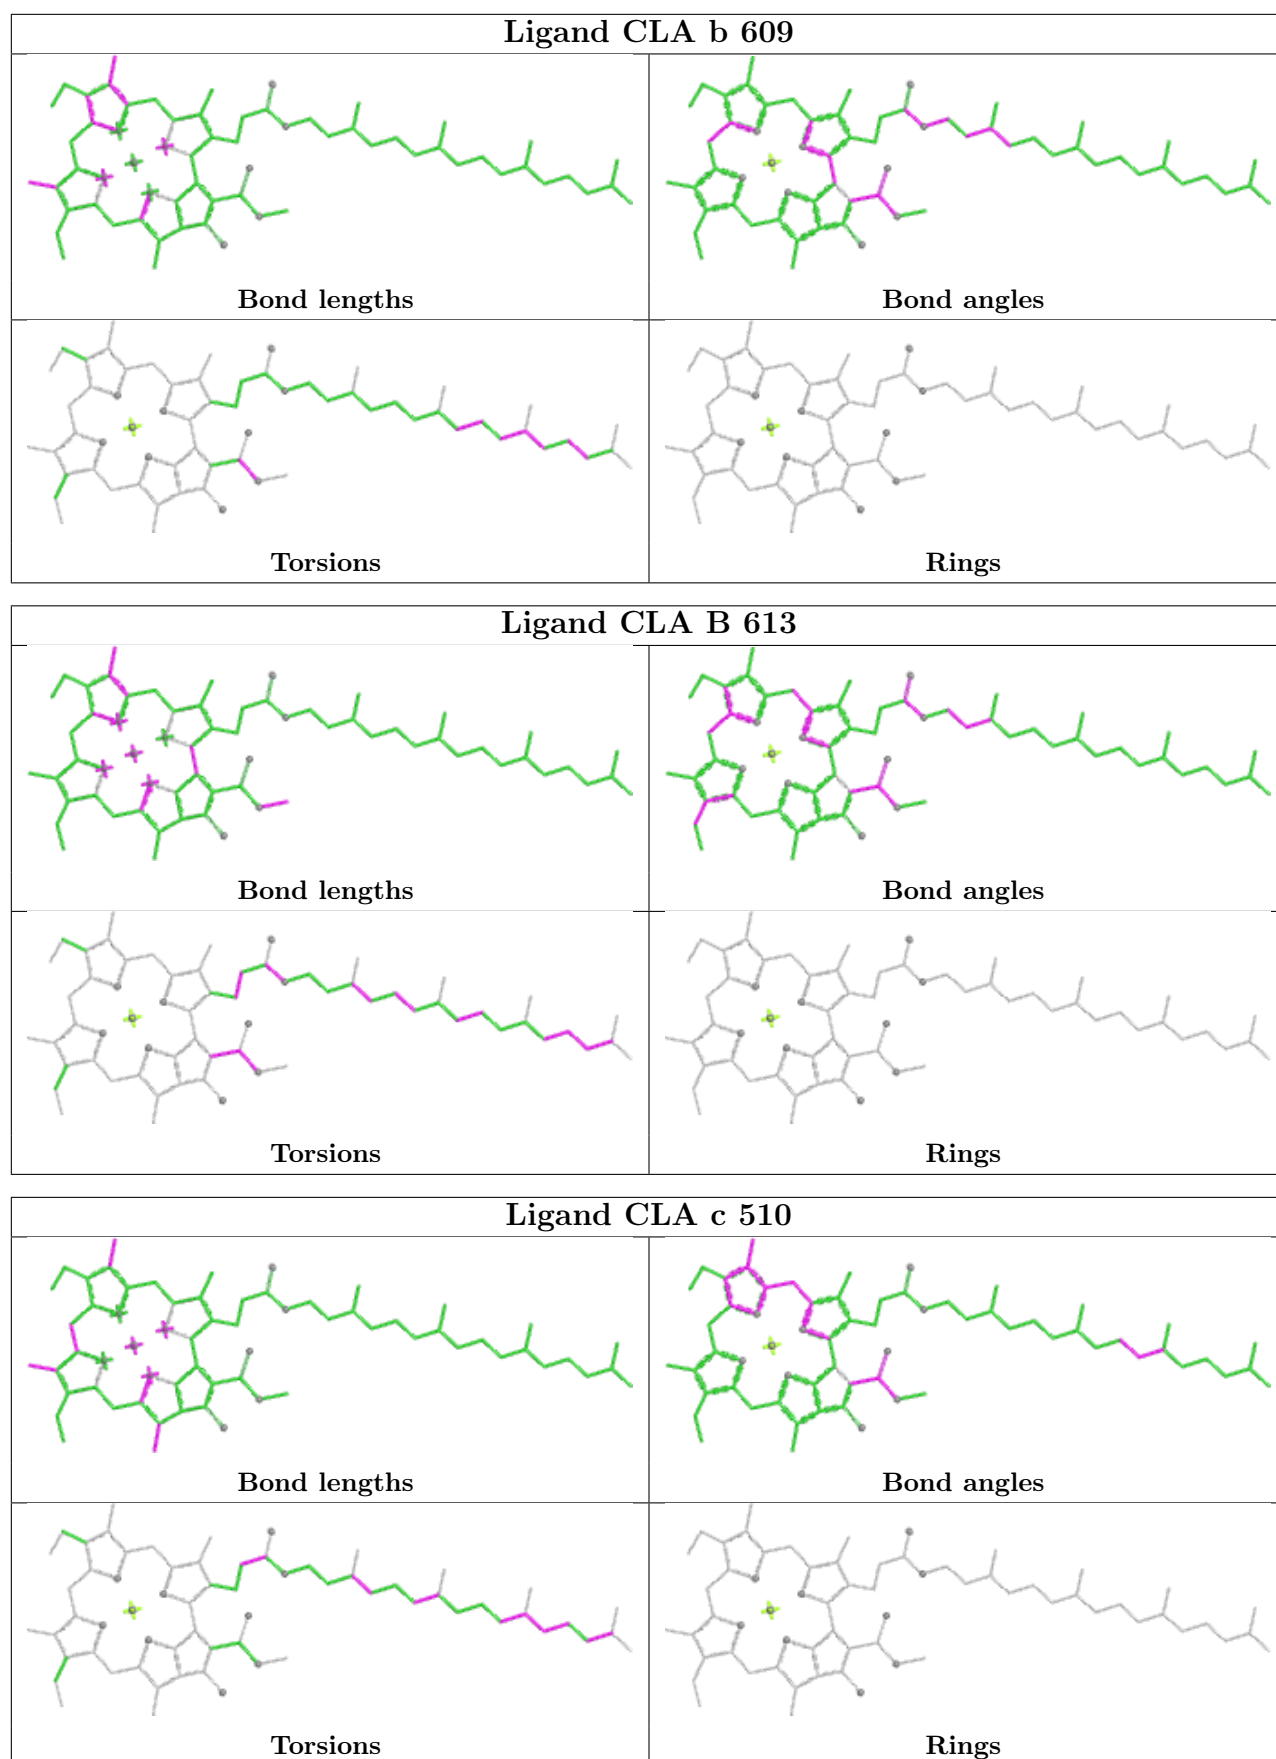 Ligand CLA b 609
Bond lengths
Bond angles
Torsions
Rings
Ligand CLA B 613
Bond lengths
Bond angles
Torsions
Rings
Ligand CLA c 510
Bond lengths
Bond angles
Torsions
Rings